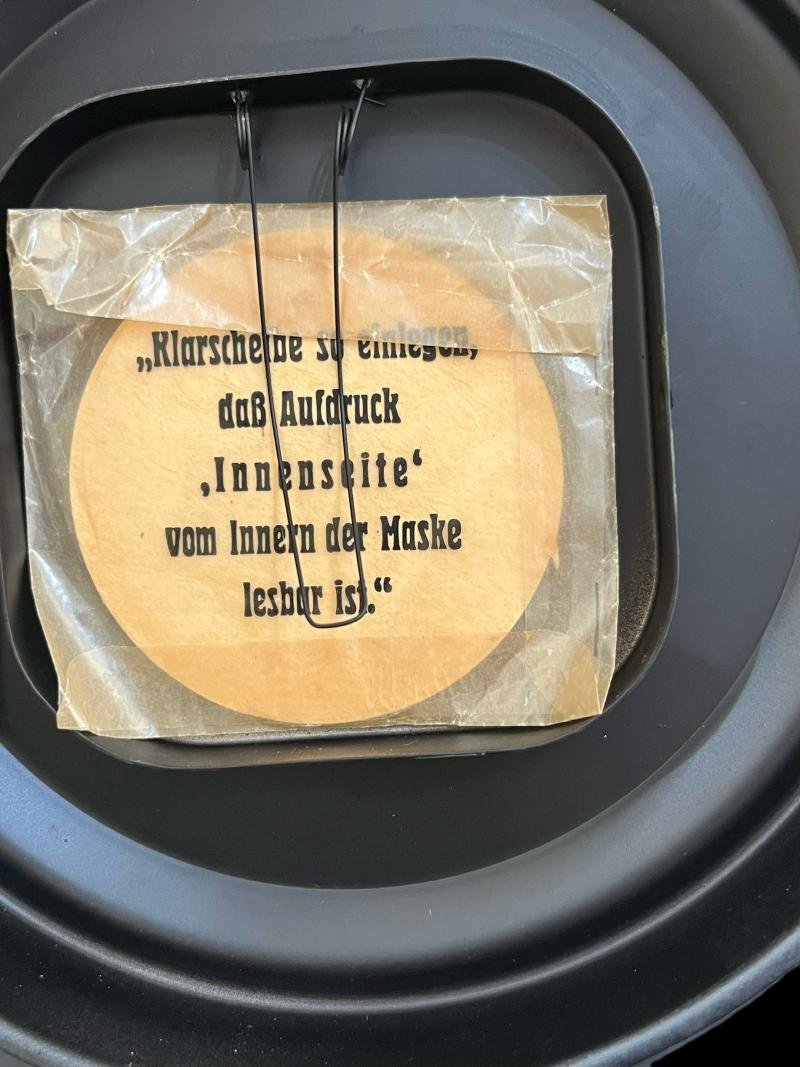 „Klarscheibe so einlegen,
daß Aufdruck
‚Innenseite‘
vom Innern der Maske
lesbar ist.“